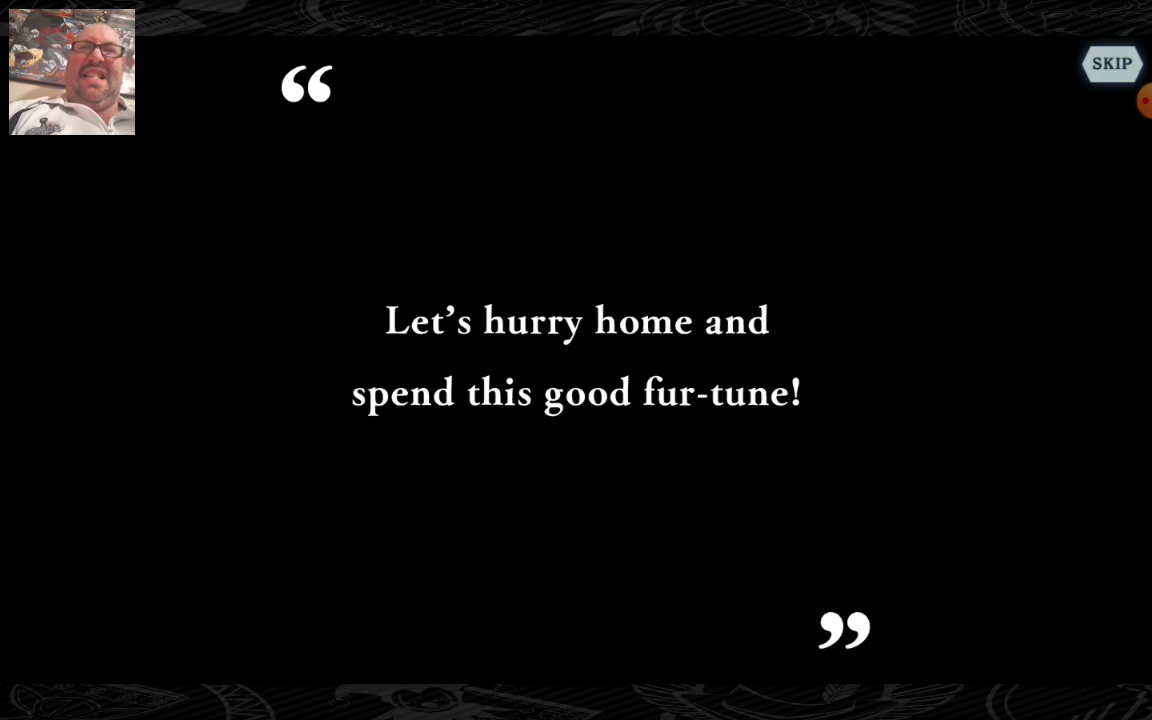 SKIP
“
Let’s hurry home and
spend this good fur-tune!
”